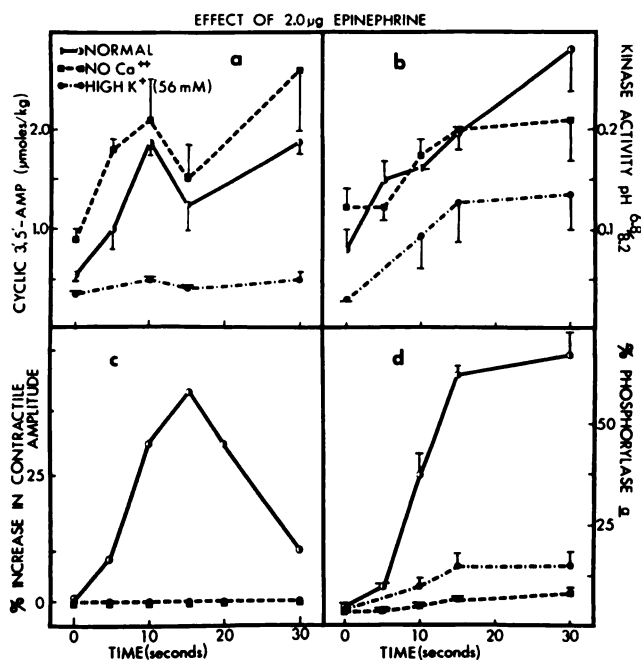 EFFECT OF 2.0 µg EPINEPHRINE
NORMAL
NO Ca++
HIGH K+ (56 mM)
a
b
CYCLIC 3',5'-AMP (µmoles/kg)
2.0
1.0
KINASE ACTIVITY pH 6.8/8.2
0.2
0.1
c
d
% INCREASE IN CONTRACTILE
AMPLITUDE
25
0
% PHOSPHORYLASE a
50
25
0 10 20 30
0 10 20 30
TIME (seconds)
TIME (seconds)